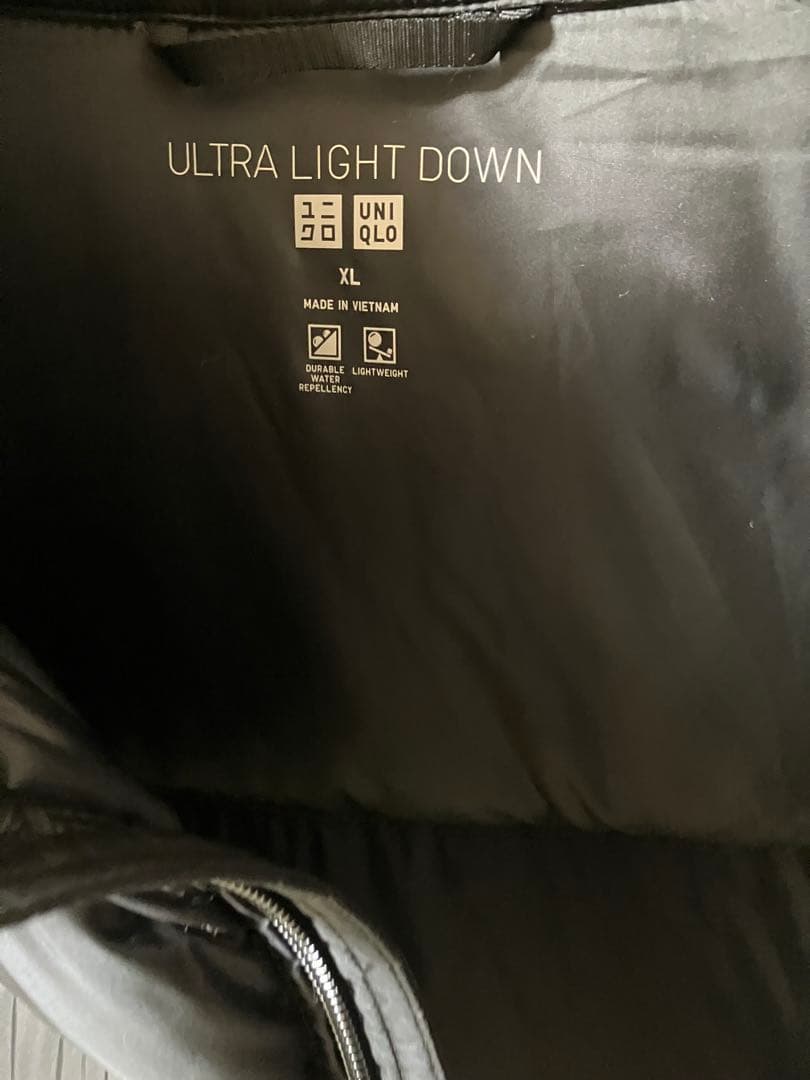 ULTRA LIGHT DOWN
ユニ UNI
クロ QLO
XL
MADE IN VIETNAM
DURABLE LIGHTWEIGHT
WATER
REPELLENCY